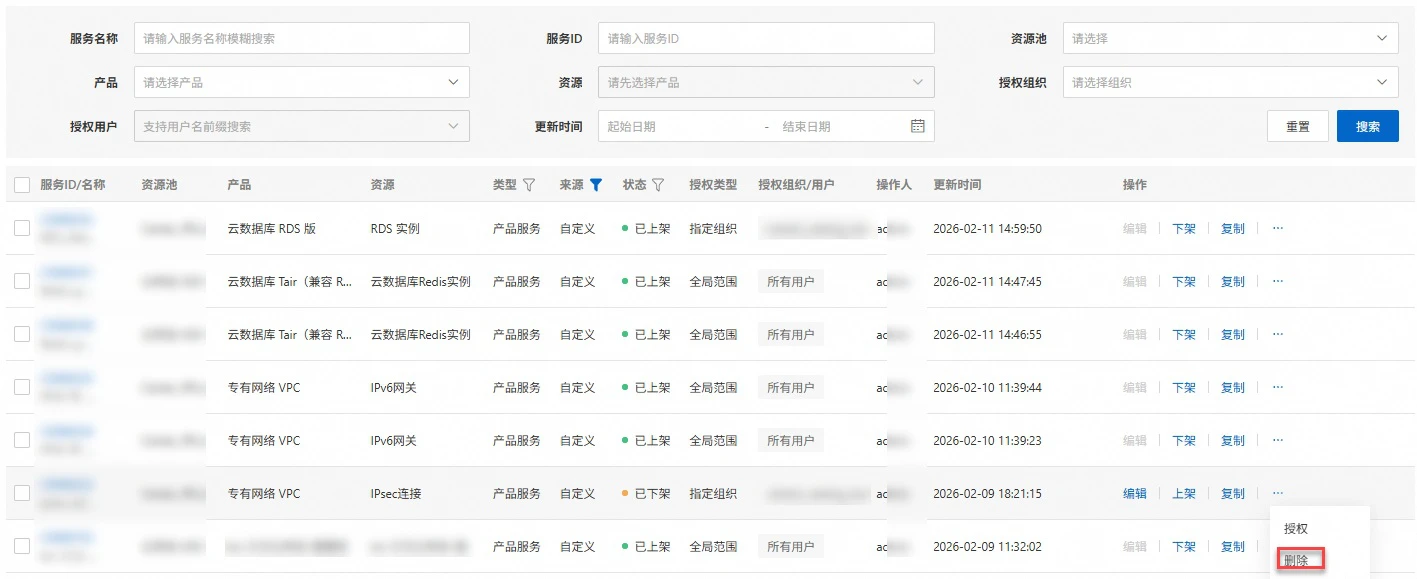 服务名称 请输入服务名称模糊搜索 服务ID 请输入服务ID 资源池 请选择
产品 请选择产品 资源 请先选择产品 授权组织 请选择组织
授权用户 支持用户名前缀搜索 更新时间 起始日期 - 结束日期 重置 搜索
服务ID/名称 资源池 产品 资源 类型 来源 状态 授权类型 授权组织/用户 操作人 更新时间 操作
云数据库 RDS 版 RDS 实例 产品服务 自定义 已上架 指定组织 2026-02-11 14:59:50 编辑 下架 复制 ...
云数据库 Tair（兼容 R... 云数据库Redis实例 产品服务 自定义 已上架 全局范围 所有用户 2026-02-11 14:47:45 编辑 下架 复制 ...
云数据库 Tair（兼容 R... 云数据库Redis实例 产品服务 自定义 已上架 全局范围 所有用户 2026-02-11 14:46:55 编辑 下架 复制 ...
专有网络 VPC IPv6网关 产品服务 自定义 已上架 全局范围 所有用户 2026-02-10 11:39:44 编辑 下架 复制 ...
专有网络 VPC IPv6网关 产品服务 自定义 已上架 全局范围 所有用户 2026-02-10 11:39:23 编辑 下架 复制 ...
专有网络 VPC IPsec连接 产品服务 自定义 已下架 指定组织 2026-02-09 18:21:15 编辑 上架 复制 ...
授权
产品服务 自定义 已上架 全局范围 所有用户 2026-02-09 11:32:02 编辑 下架 复制
删除